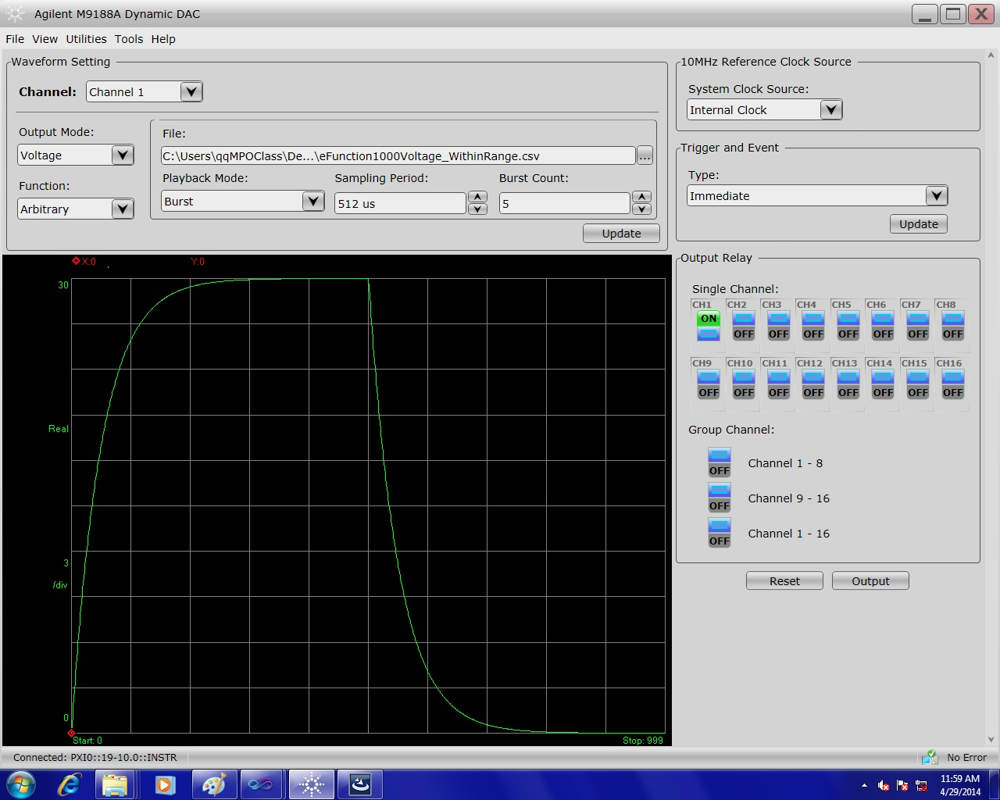 Agilent M9188A Dynamic DAC
File View Utilities Tools Help
Waveform Setting
Channel: Channel 1
Output Mode:
Voltage
Function:
Arbitrary
File:
C:\Users\qqMPOClass\De...\eFunction1000Voltage_WithinRange.csv
...
Playback Mode: Sampling Period: Burst Count:
Burst 512 us 5
Update
10MHz Reference Clock Source
System Clock Source:
Internal Clock
Trigger and Event
Type:
Immediate
Update
X:0 Y:0
30
Real
3
/div
0
Start: 0 Stop: 999
Output Relay
Single Channel:
CH1 CH2 CH3 CH4 CH5 CH6 CH7 CH8
ON OFF OFF OFF OFF OFF OFF OFF
CH9 CH10 CH11 CH12 CH13 CH14 CH15 CH16
OFF OFF OFF OFF OFF OFF OFF OFF
Group Channel:
OFF Channel 1 - 8
OFF Channel 9 - 16
OFF Channel 1 - 16
Reset Output
Connected: PXI0::19-10.0::INSTR No Error
11:59 AM
4/29/2014